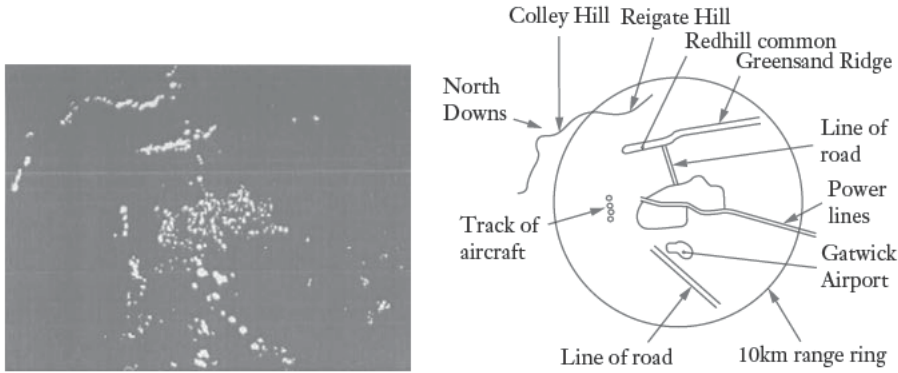 Colley Hill
Reigate Hill
Redhill common
Greensand Ridge
North
Downs
Line of
road
Power
lines
Track of
aircraft
Gatwick
Airport
Line of road
10km range ring